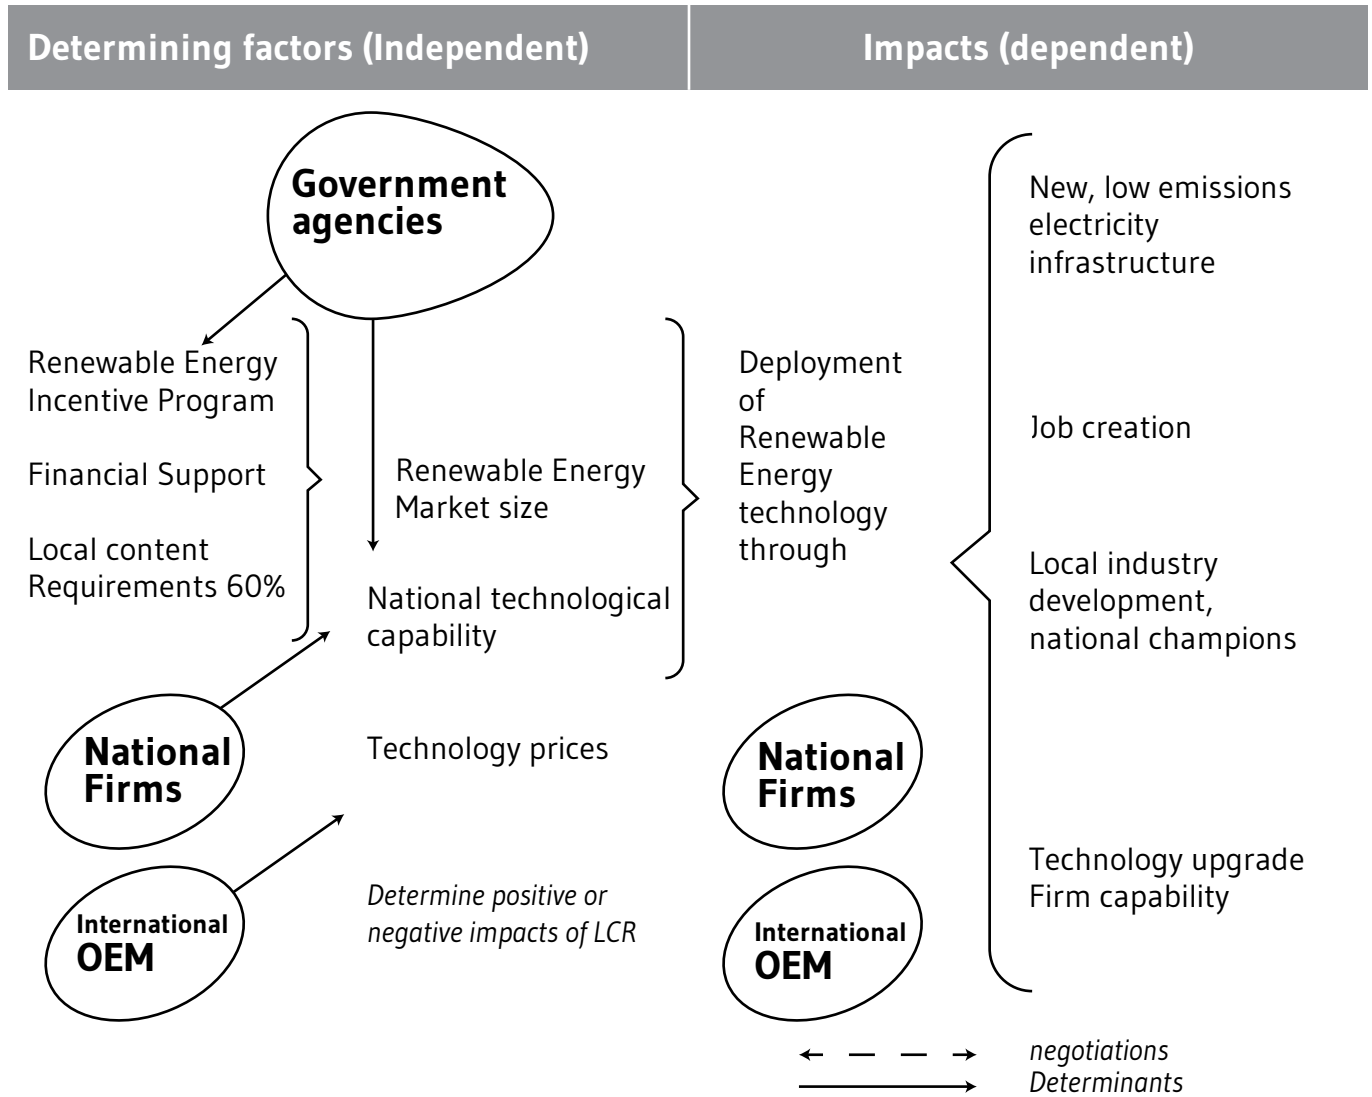 Determining factors (Independent)
Impacts (dependent)
Government
agencies
Renewable Energy
Incentive Program
Financial Support
Local content
Requirements 60%
Renewable Energy
Market size
National technological
capability
National
Firms
Technology prices
International
OEM
Determine positive or
negative impacts of LCR
Deployment
of
Renewable
Energy
technology
through
National
Firms
International
OEM
New, low emissions
electricity
infrastructure
Job creation
Local industry
development,
national champions
Technology upgrade
Firm capability
negotiations
Determinants